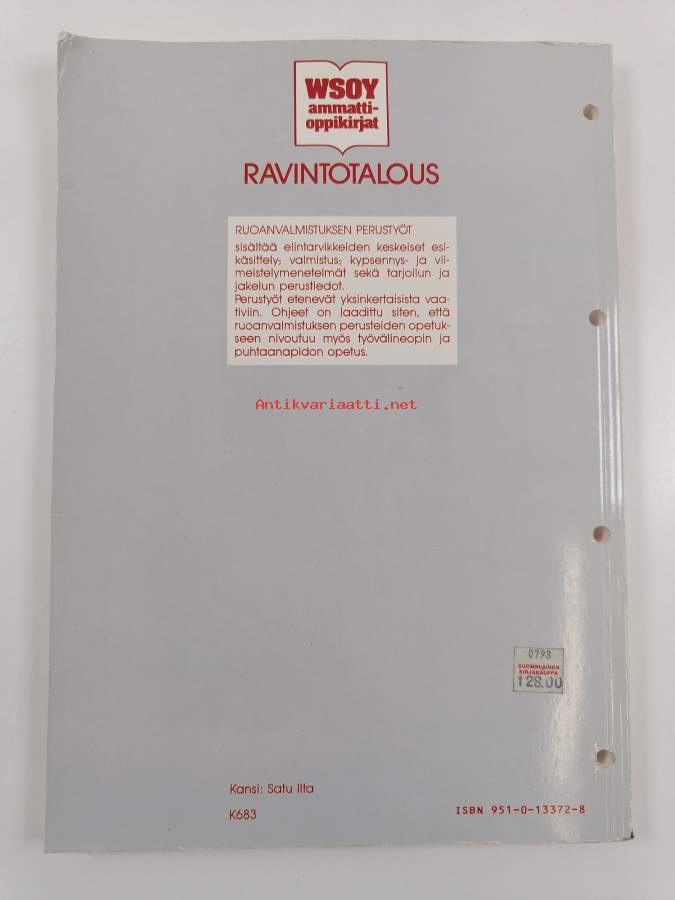 WSOY
ammatti-
oppikirjat
RAVINTOTALOUS
RUOANVALMISTUKSEN PERUSTYÖT
sisältää elintarvikkeiden keskeiset esi-
käsittely-, valmistus-, kypsennys- ja vii-
meistelymenetelmät sekä tarjoilun ja
jakelun perustiedot.
Perustyöt etenevät yksinkertaisista vaa-
tiviin. Ohjeet on laadittu siten, että
ruoanvalmistuksen perusteiden opetuk-
seen nivoutuu myös työvälineopin ja
puhtaanapidon opetus.
Antikvariaatti.net
0793
SUOMALAINEN
KIRJAKAUPPA
128.00
Kansi: Satu Ilta
K683
ISBN 951-0-13372-8